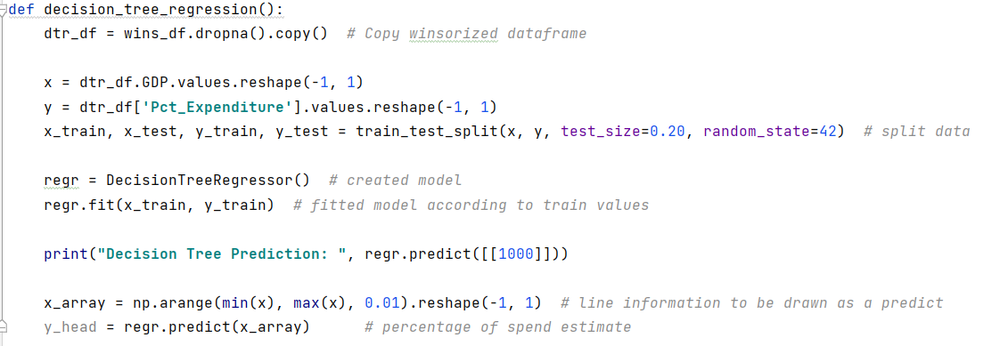 def decision_tree_regression():
    dtr_df = wins_df.dropna().copy()  # Copy winsorized dataframe
    x = dtr_df.GDP.values.reshape(-1, 1)
    y = dtr_df['Pct_Expenditure'].values.reshape(-1, 1)
    x_train, x_test, y_train, y_test = train_test_split(x, y, test_size=0.20, random_state=42)  # split data
    regr = DecisionTreeRegressor()  # created model
    regr.fit(x_train, y_train)  # fitted model according to train values
    print("Decision Tree Prediction: ", regr.predict([[1000]]))
    x_array = np.arange(min(x), max(x), 0.01).reshape(-1, 1)  # line information to be drawn as a predict
    y_head = regr.predict(x_array)      # percentage of spend estimate